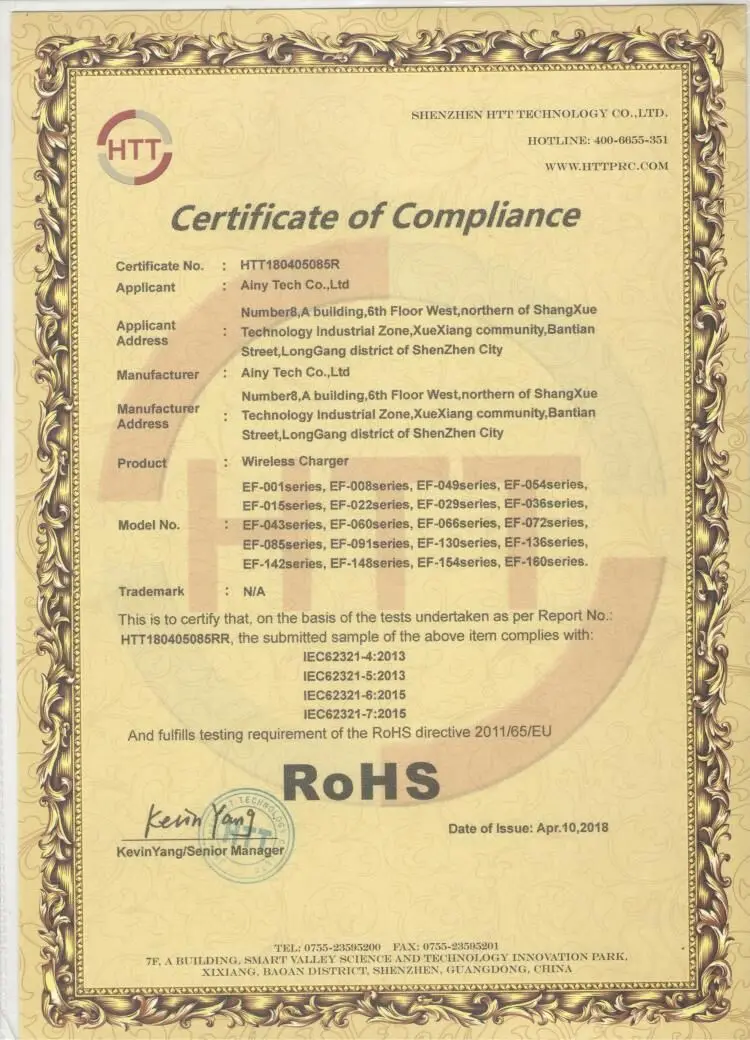 HTT
SHENZHEN HTT TECHNOLOGY CO.,LTD.
HOTLINE: 400-6655-351
WWW.HTTPRC.COM
Certificate of Compliance
Certificate No. : HTT180405085R
Applicant : Ainy Tech Co.,Ltd
Applicant Address : Number8,A building,6th Floor West,northern of ShangXue
Technology Industrial Zone,XueXiang community,Bantian
Street,LongGang district of ShenZhen City
Manufacturer : Ainy Tech Co.,Ltd
Manufacturer Address : Number8,A building,6th Floor West,northern of ShangXue
Technology Industrial Zone,XueXiang community,Bantian
Street,LongGang district of ShenZhen City
Product : Wireless Charger
Model No. : EF-001series, EF-008series, EF-049series, EF-054series,
EF-015series, EF-022series, EF-029series, EF-036series,
EF-043series, EF-060series, EF-066series, EF-072series,
EF-085series, EF-091series, EF-130series, EF-136series,
EF-142series, EF-148series, EF-154series, EF-160series.
Trademark : N/A
This is to certify that, on the basis of the tests undertaken as per Report No.:
HTT180405085RR, the submitted sample of the above item complies with:
IEC62321-4:2013
IEC62321-5:2013
IEC62321-6:2015
IEC62321-7:2015
And fulfills testing requirement of the RoHS directive 2011/65/EU
RoHS
Kevin Yang
HTT
KevinYang/Senior Manager
Date of Issue: Apr.10,2018
TEL: 0755-23595200 FAX: 0755-23595201
7F, A BUILDING, SMART VALLEY SCIENCE AND TECHNOLOGY INNOVATION PARK,
XIXIANG, BAOAN DISTRICT, SHENZHEN, GUANGDONG, CHINA